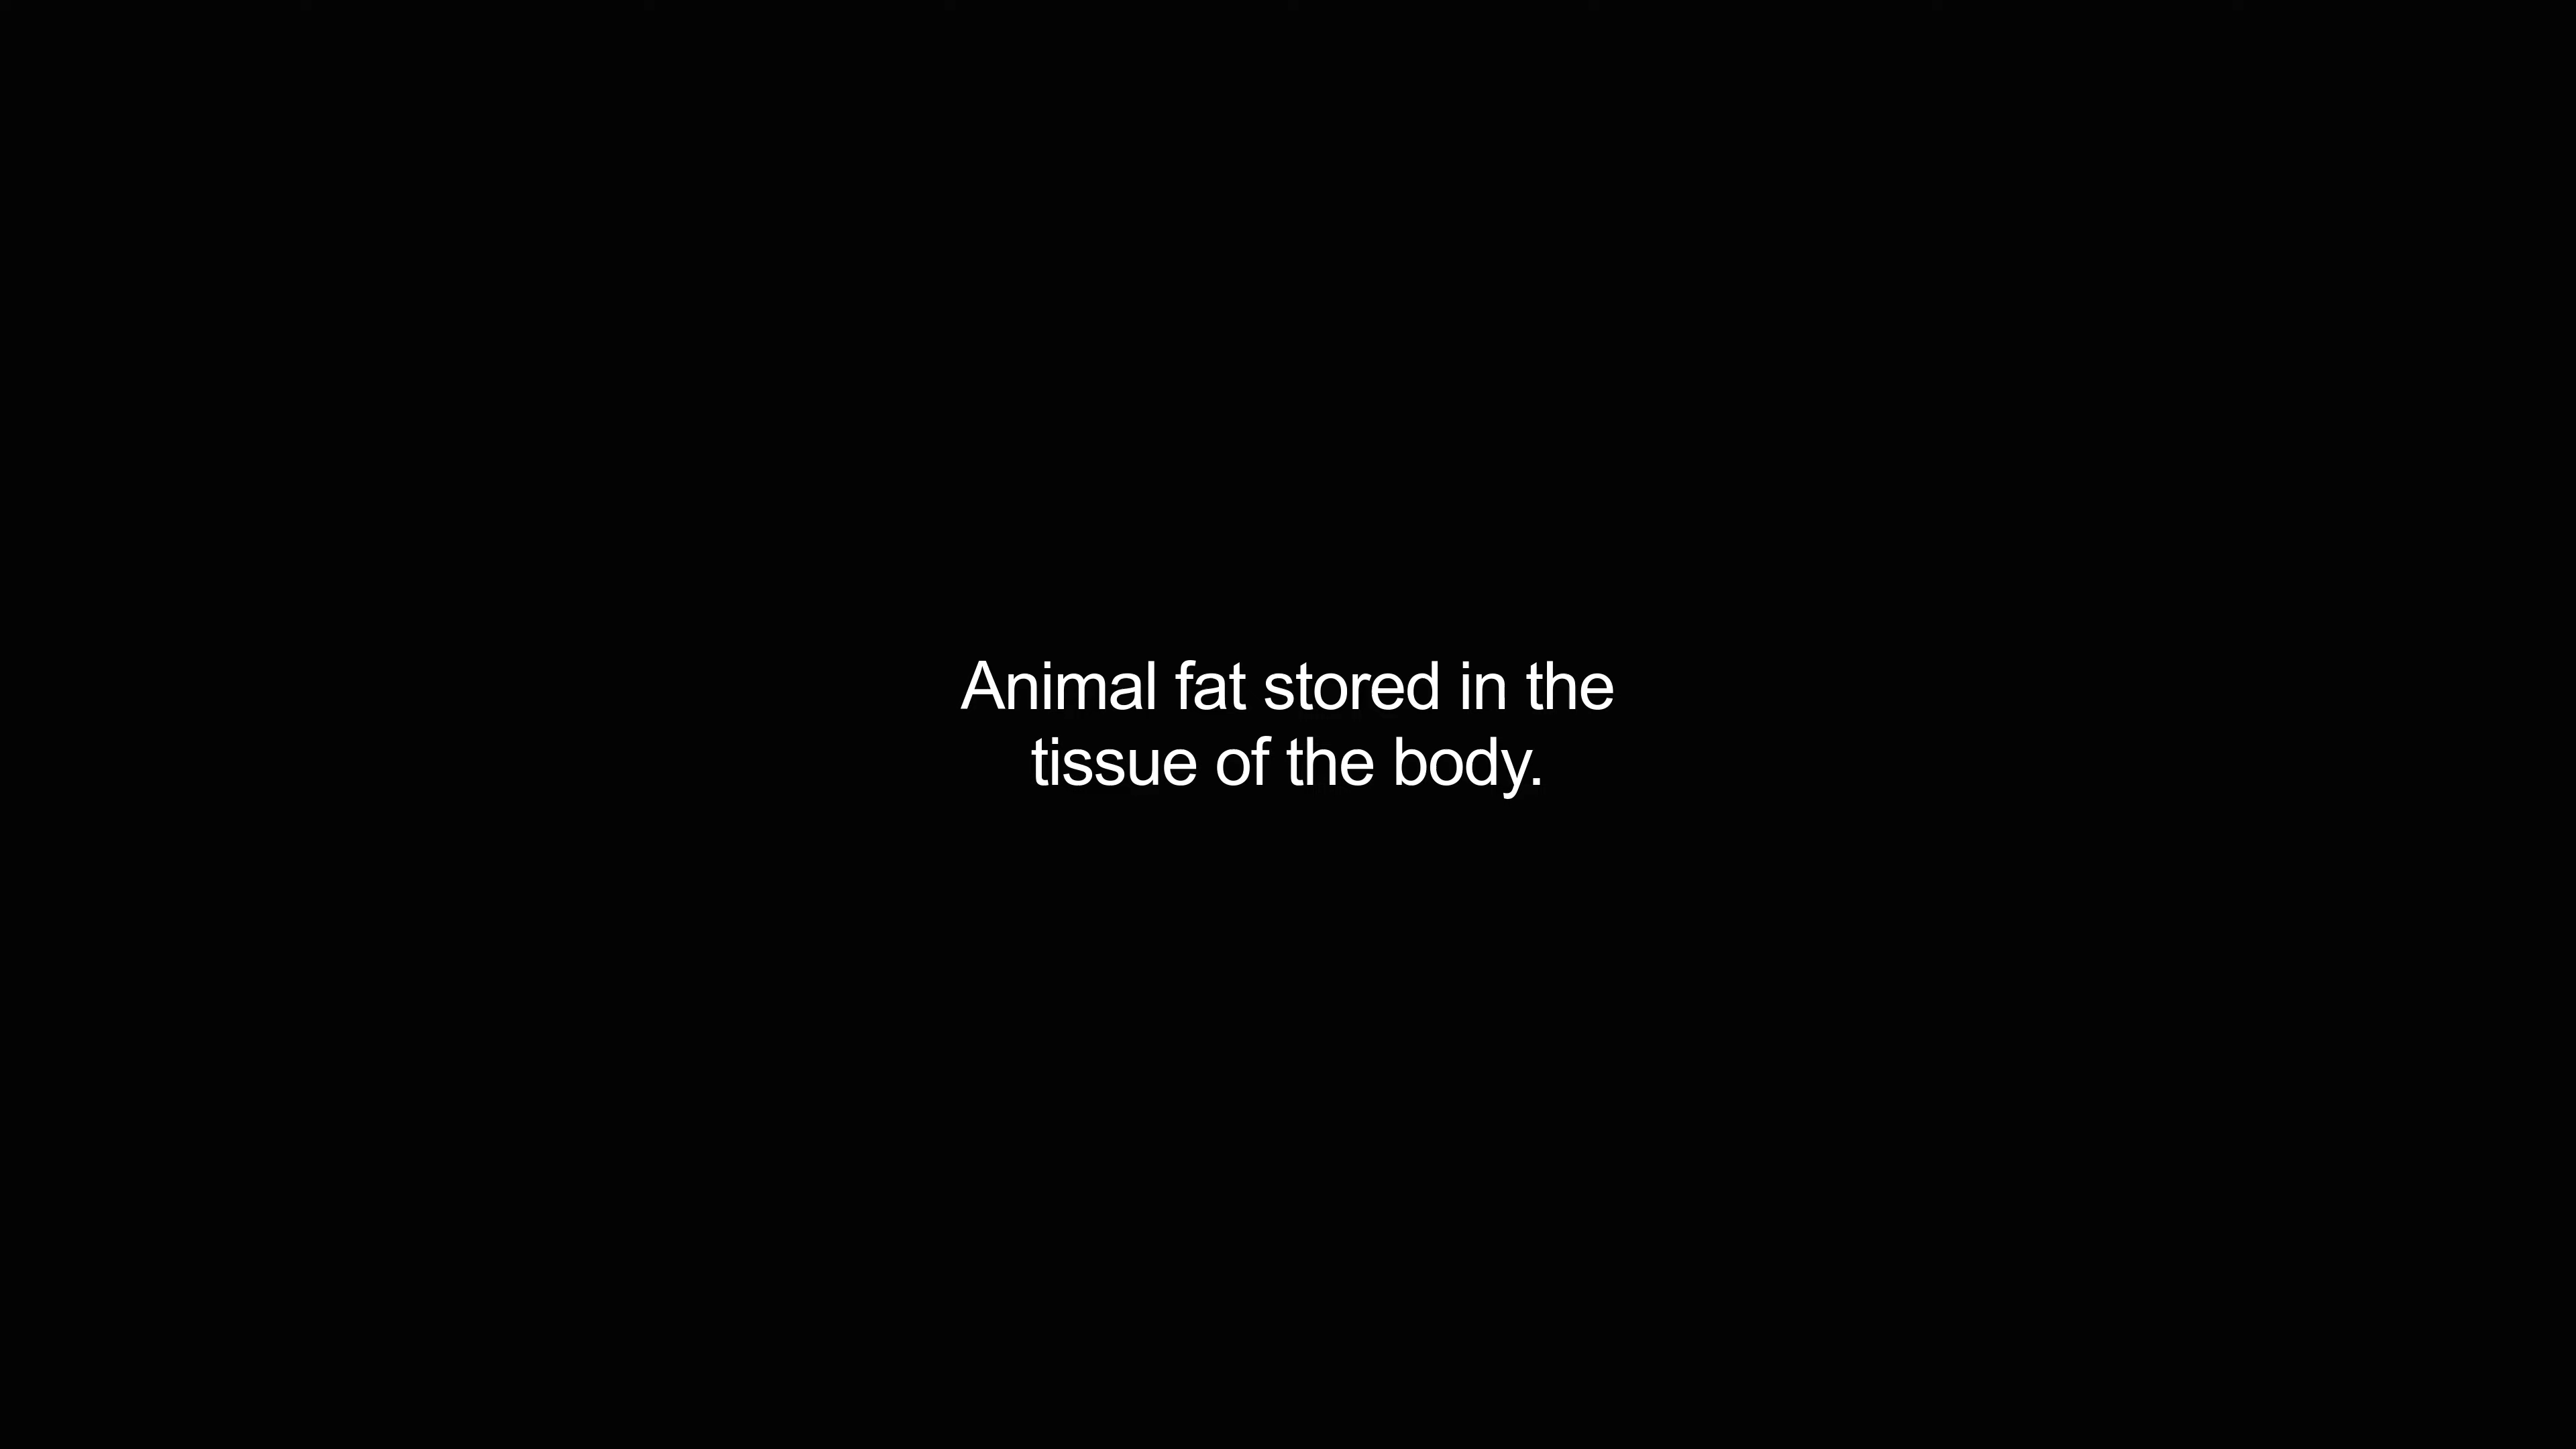 Animal fat stored in the
tissue of the body.